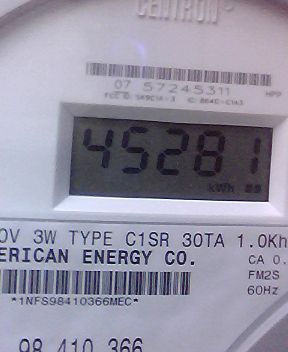 CENTRON
07 57245311
HPP
45281
kWh
0V 3W TYPE C1SR 30TA 1.0Kh
ERICAN ENERGY CO.
CA 0.
FM2S
*1NFS98410366MEC*
60Hz
98 410 366